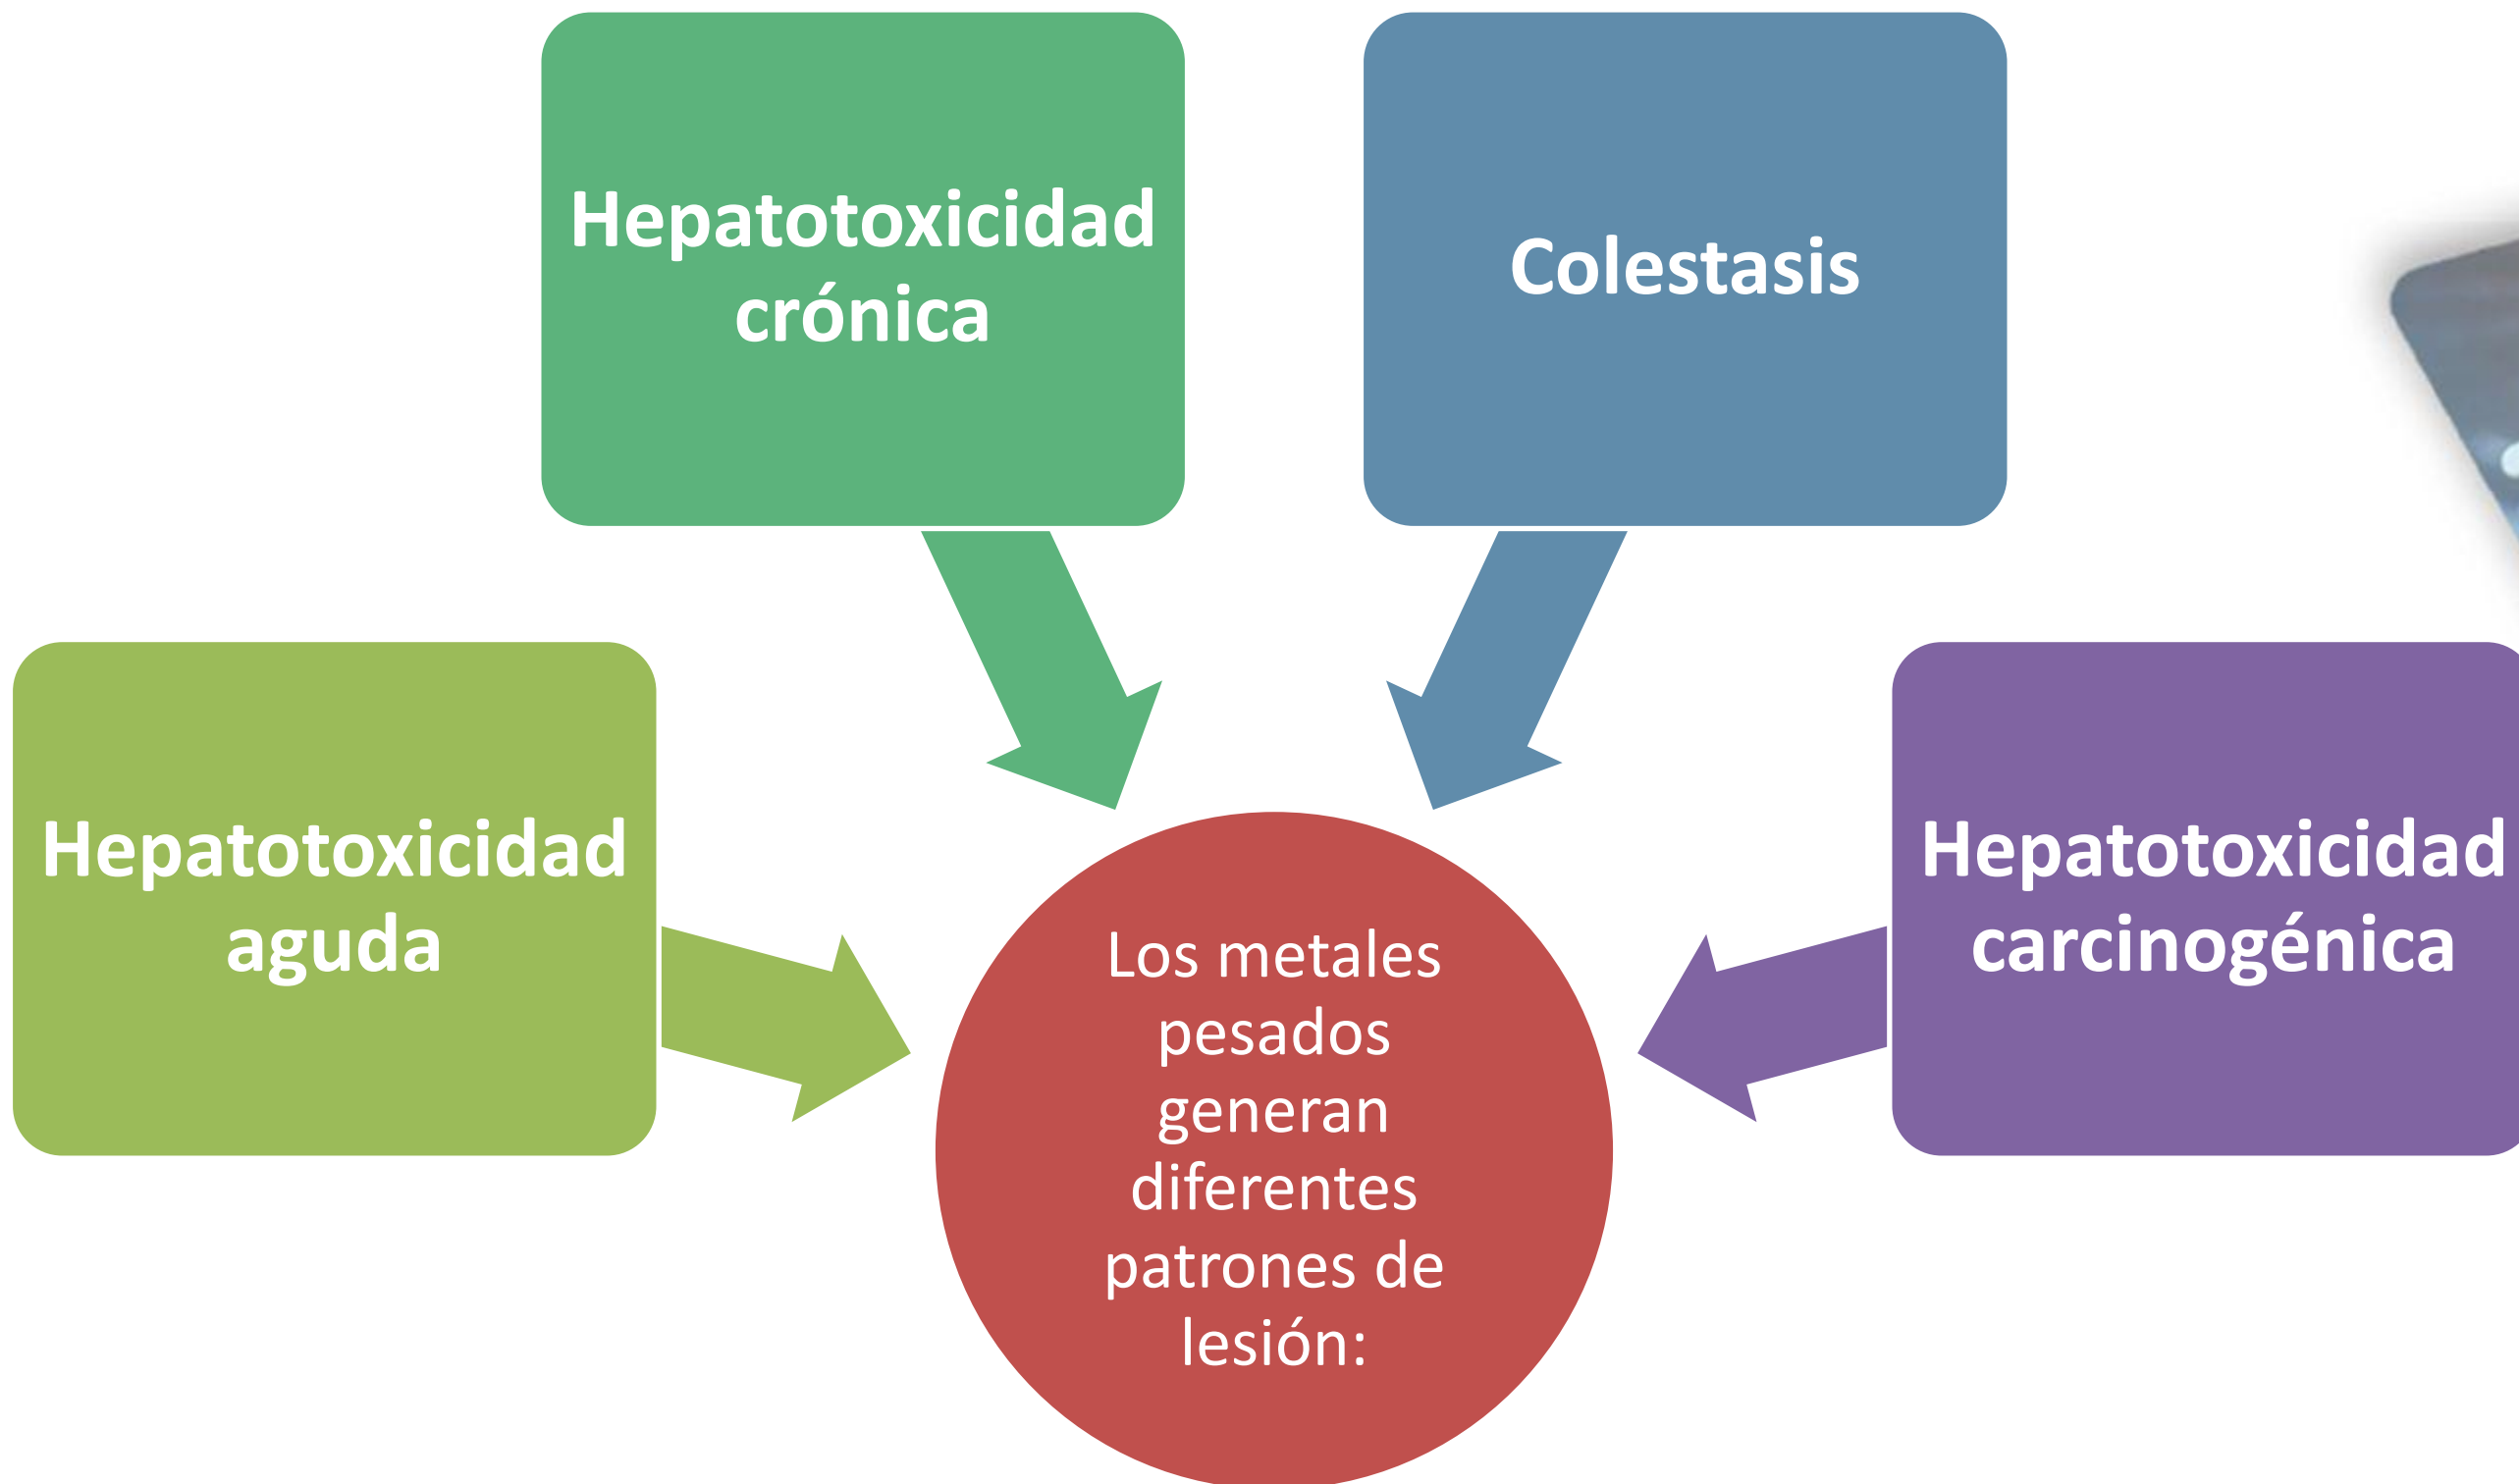 Hepatotoxicidad
crónica
Colestasis
Hepatotoxicidad
aguda
Hepatotoxicidad
carcinogénica
Los metales
pesados
generan
diferentes
patrones de
lesión: